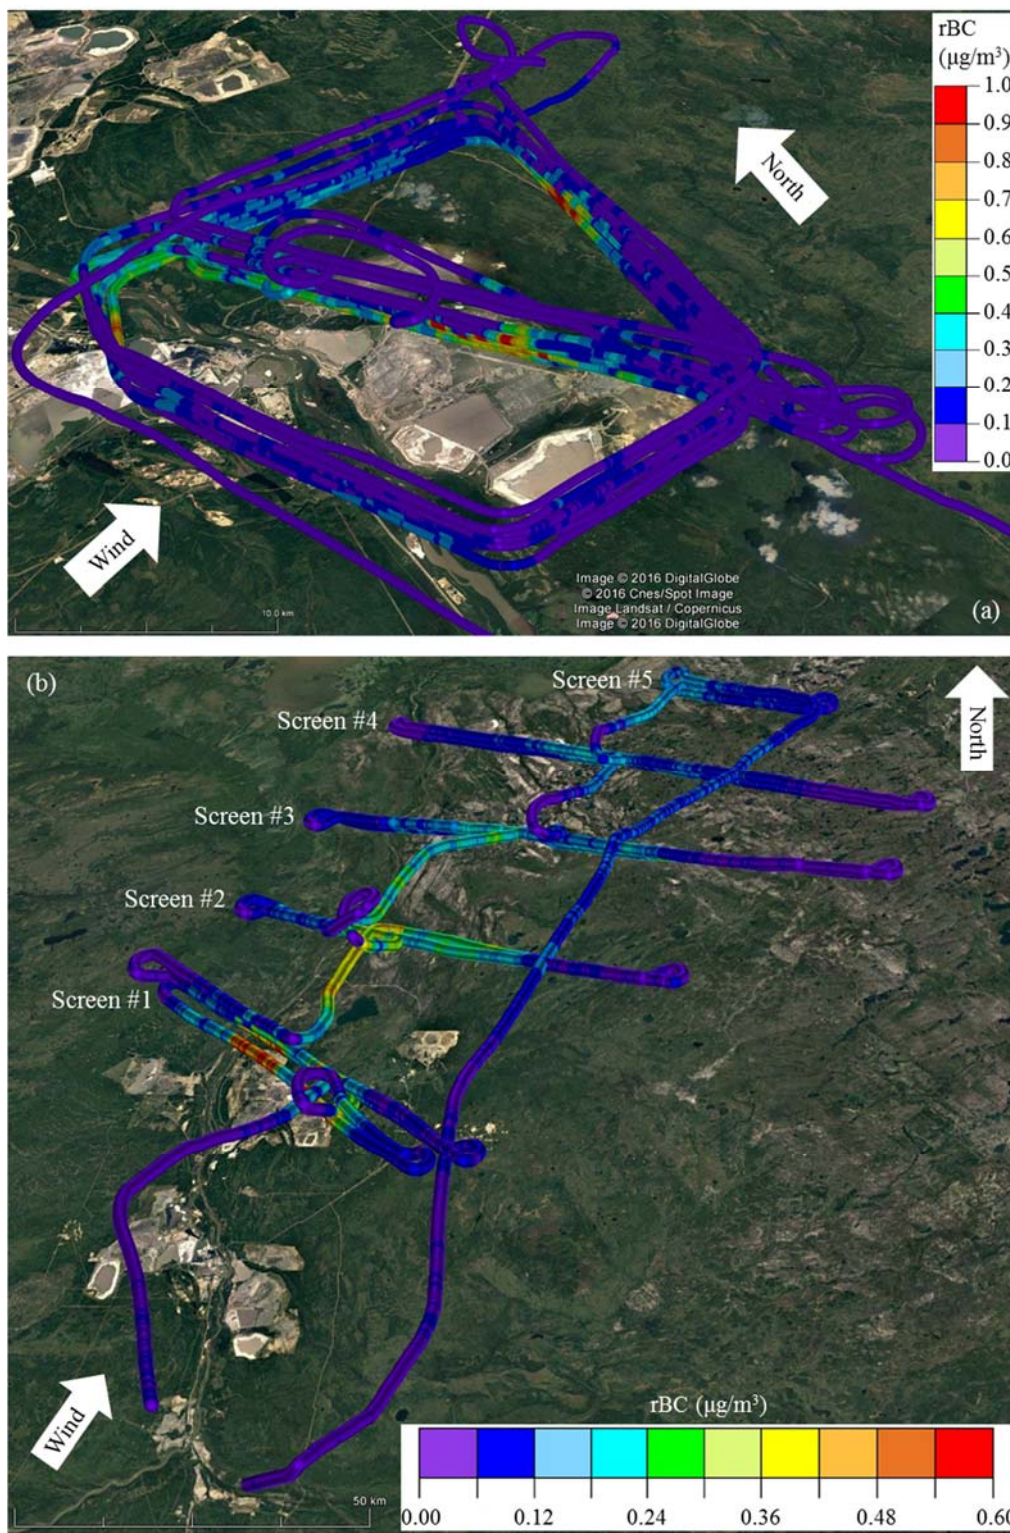 rBC
(µg/m³)
1.0
0.9
0.8
0.7
0.6
0.5
0.4
0.3
0.2
0.1
0.0
North
Wind
10.0 km
Image © 2016 DigitalGlobe
© 2016 Cnes/Spot Image
Image Landsat / Copernicus
Image © 2016 DigitalGlobe
(a)
(b)
Screen #5
Screen #4
North
Screen #3
Screen #2
Screen #1
Wind
50 km
rBC (µg/m³)
0.00 0.12 0.24 0.36 0.48 0.60